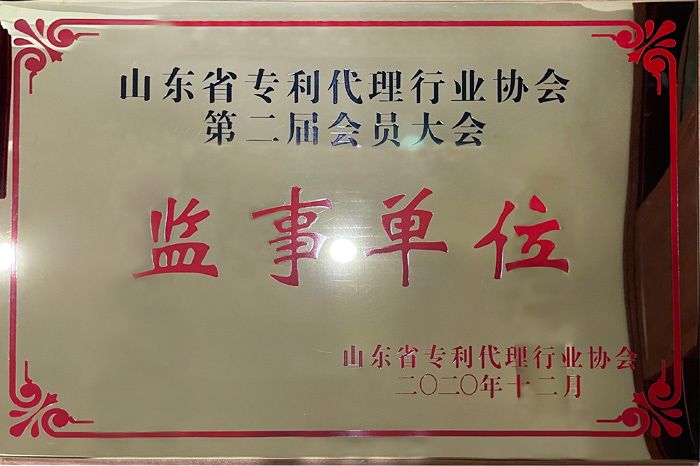 山东省专利代理行业协会
第二届会员大会
监事单位
山东省专利代理行业协会
二〇二〇年十二月